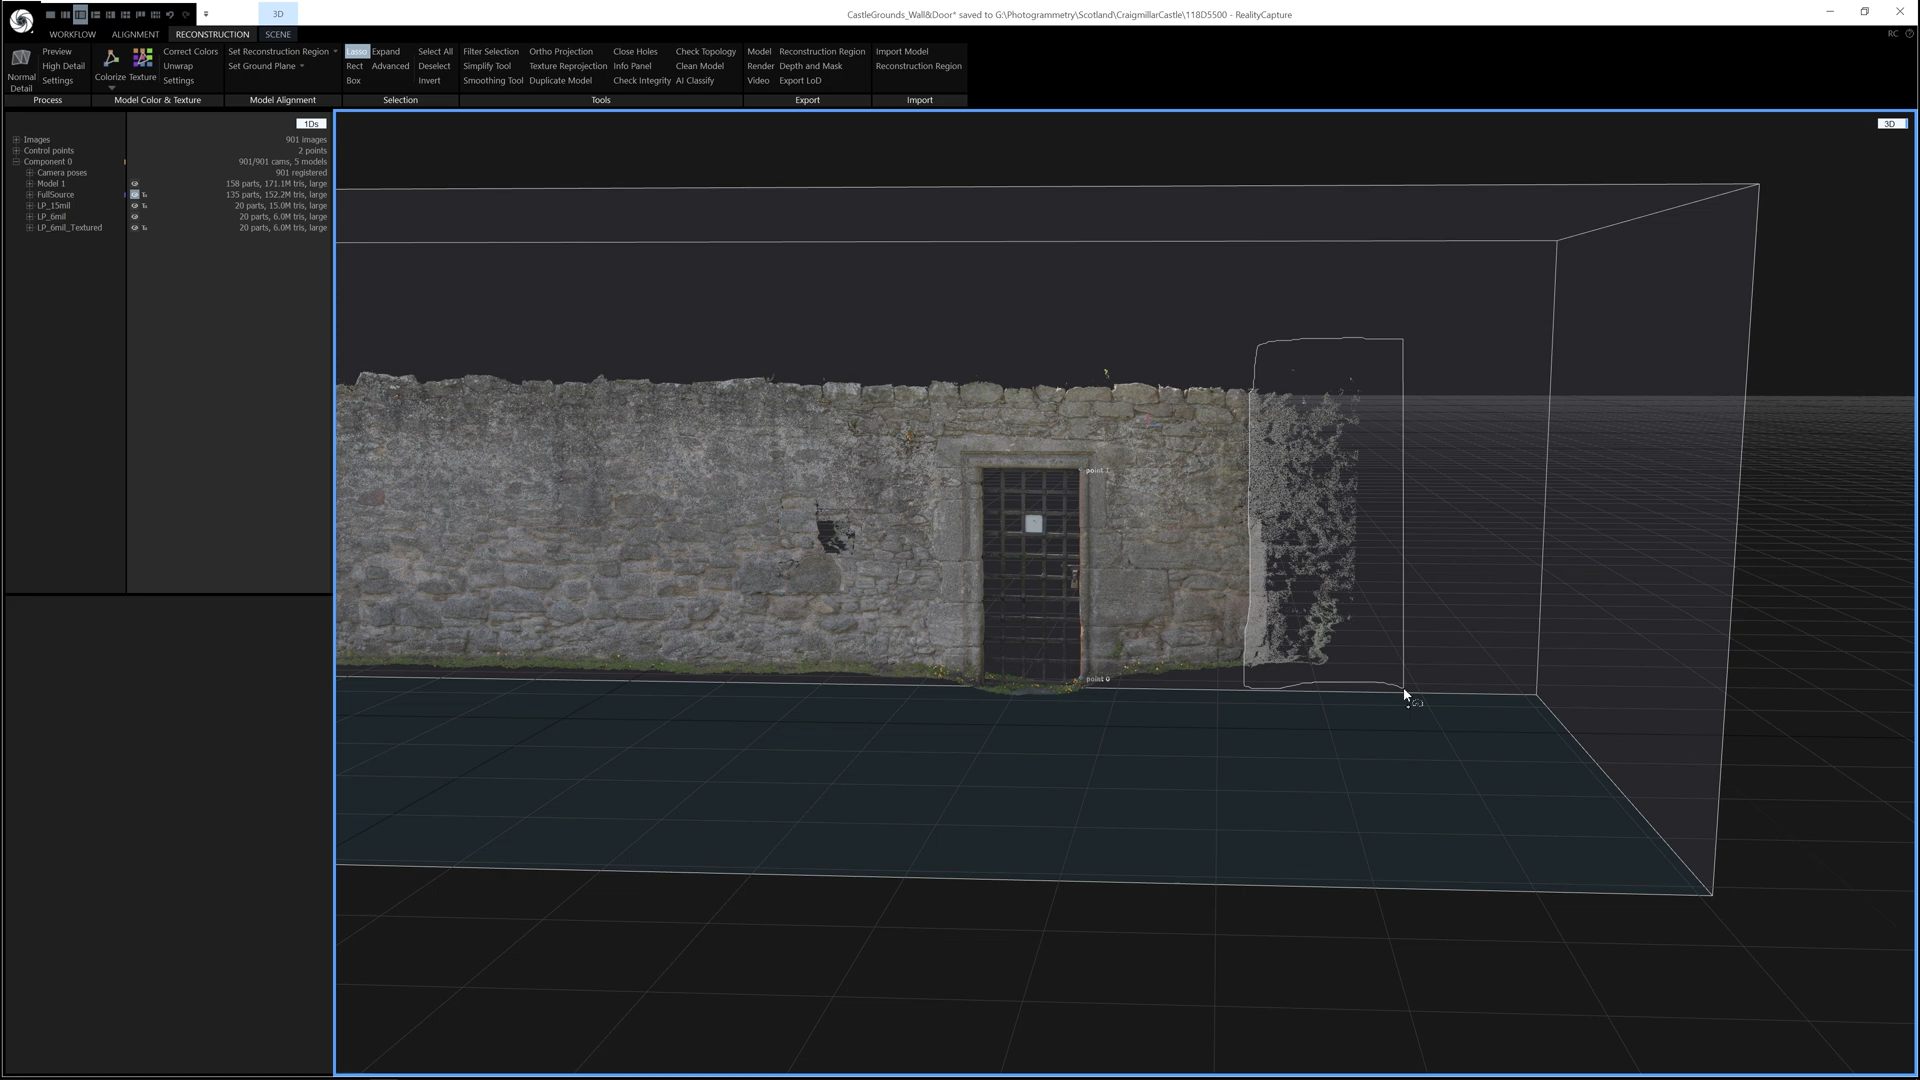 3D
CastleGrounds_Wall&Door* saved to G:\Photogrammetry\Scotland\CraigmillarCastle\118D5500 - RealityCapture
WORKFLOW ALIGNMENT RECONSTRUCTION SCENE RC
Preview Correct Colors Set Reconstruction Region Lasso Expand Select All Filter Selection Ortho Projection Close Holes Check Topology Model Reconstruction Region Import Model
High Detail Unwrap Set Ground Plane Rect Advanced Deselect Simplify Tool Texture Reprojection Info Panel Clean Model Render Depth and Mask Reconstruction Region
Normal Detail Settings Colorize Texture Settings Box Invert Smoothing Tool Duplicate Model Check Integrity AI Classify Video Export LoD
Process Model Color & Texture Model Alignment Selection Tools Export Import
1Ds
3D
Images 901 images
Control points 2 points
Component 0 901/901 cams, 5 models
Camera poses 901 registered
Model 1 158 parts, 171.1M tris, large
FullSource 135 parts, 152.2M tris, large
LP_15mil 20 parts, 15.0M tris, large
LP_6mil 20 parts, 6.0M tris, large
LP_6mil_Textured 20 parts, 6.0M tris, large
point 1
point 0